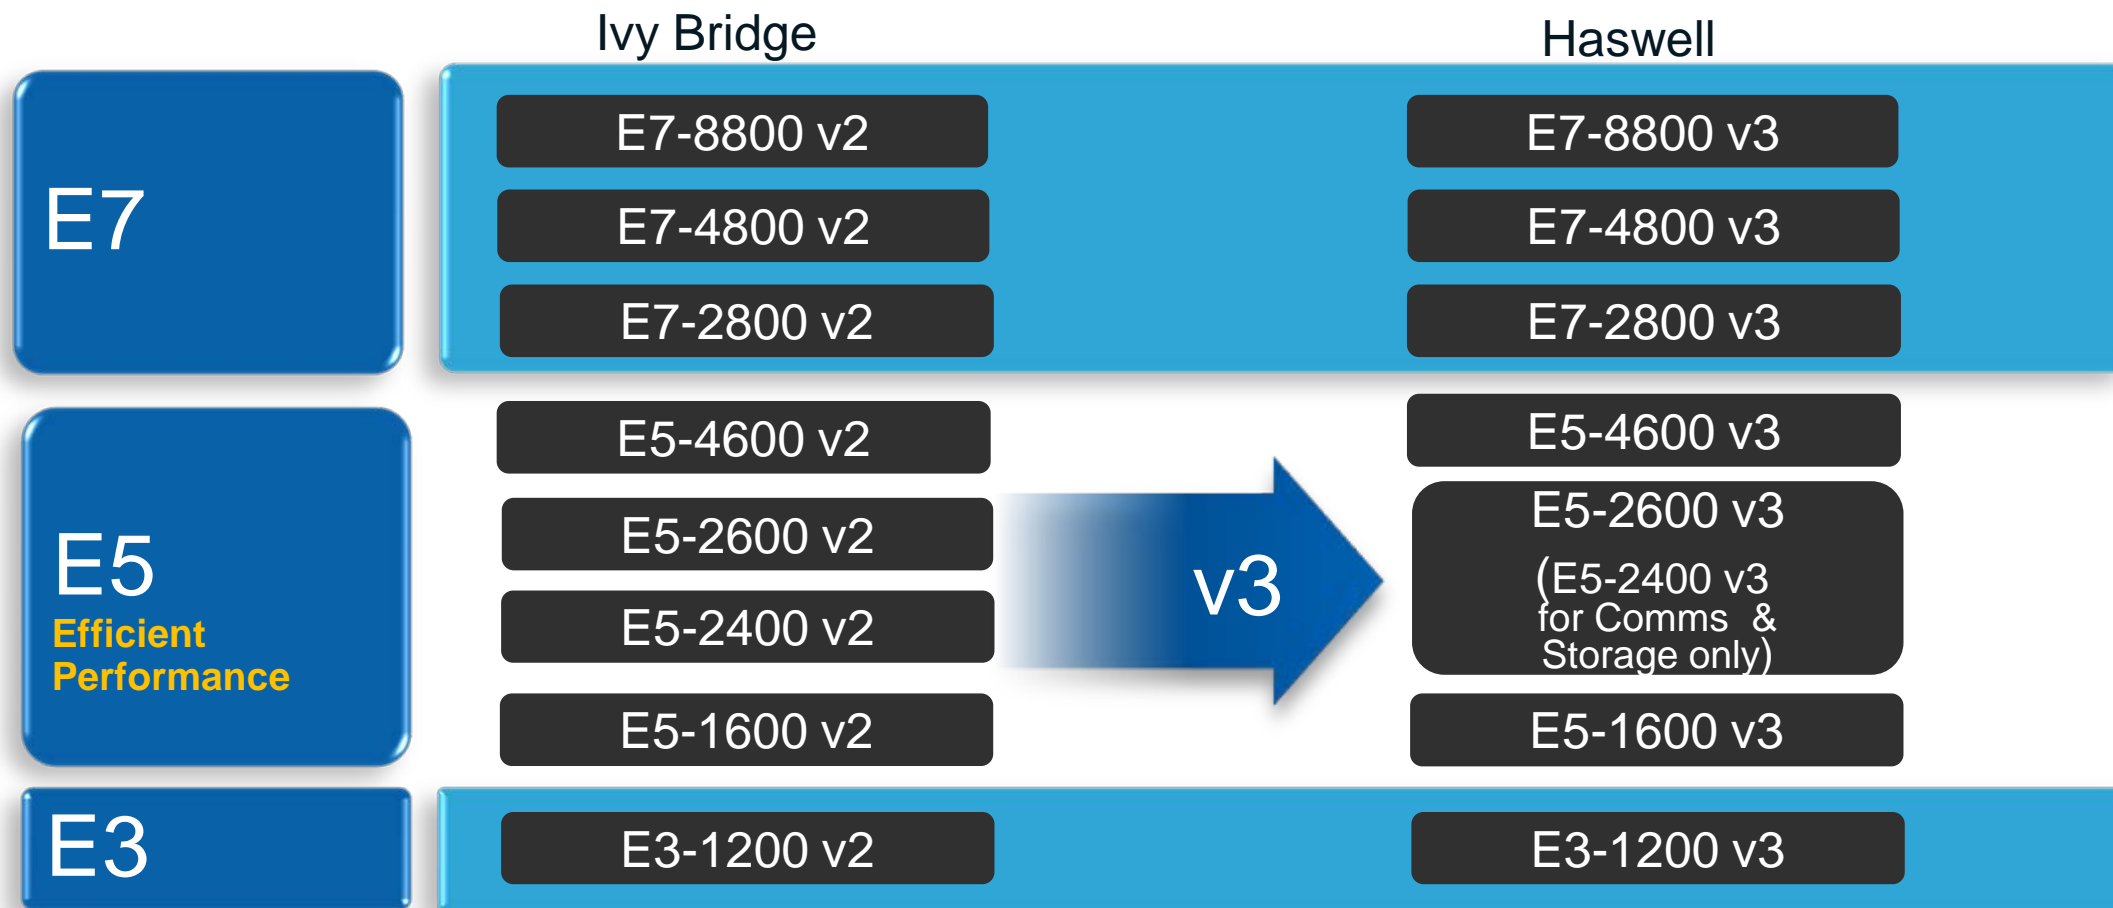 Ivy Bridge
Haswell
E7
E7-8800 v2
E7-8800 v3
E7-4800 v2
E7-4800 v3
E7-2800 v2
E7-2800 v3
E5
Efficient
Performance
E5-4600 v2
E5-4600 v3
E5-2600 v2
E5-2600 v3
E5-2400 v2
v3
(E5-2400 v3
for Comms &
Storage only)
E5-1600 v2
E5-1600 v3
E3
E3-1200 v2
E3-1200 v3